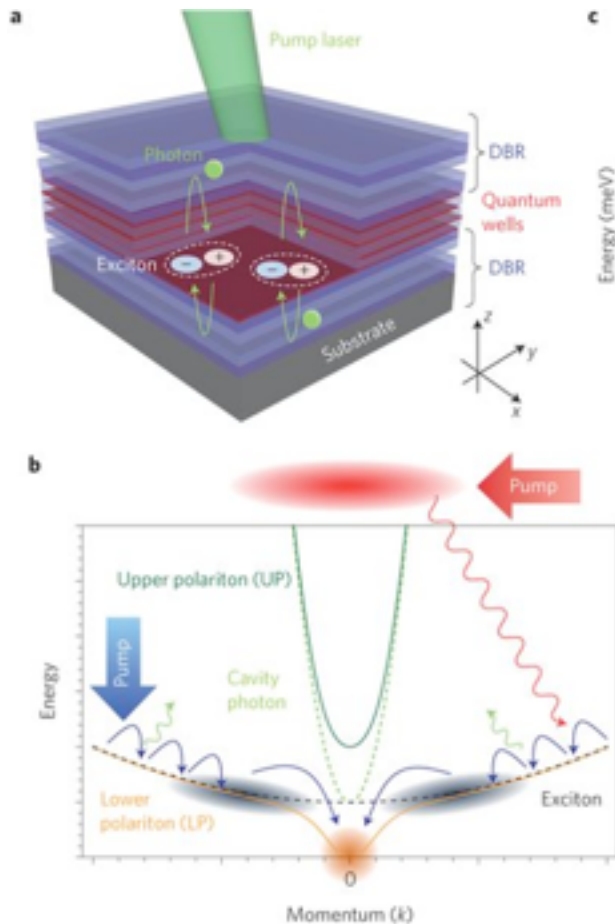 a
c
Pump laser
Photon
DBR
Quantum
wells
Exciton
DBR
Substrate
z
y
x
Energy (meV)
b
Pump
Upper polariton (UP)
Pump
Cavity
photon
Energy
Lower
polariton (LP)
Exciton
0
Momentum (k)